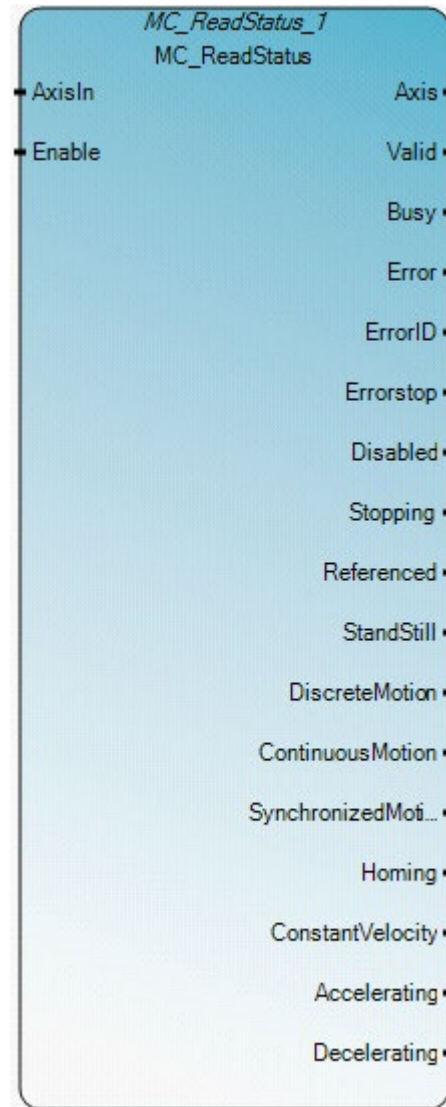 MC_ReadStatus_1
MC_ReadStatus
AxisIn Axis
Enable Valid
Busy
Error
ErrorID
Errorstop
Disabled
Stopping
Referenced
StandStill
DiscreteMotion
ContinuousMotion
SynchronizedMoti...
Homing
ConstantVelocity
Accelerating
Decelerating